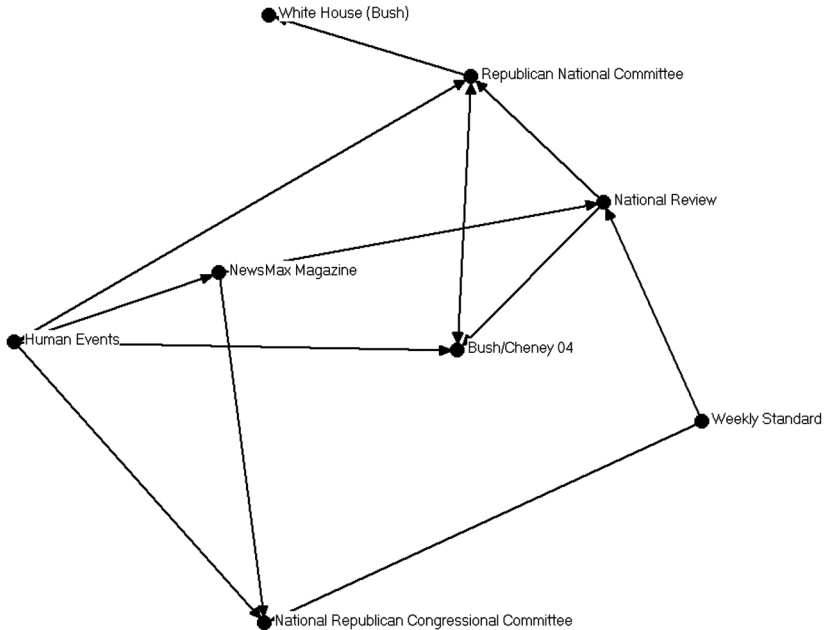 White House (Bush)
Republican National Committee
National Review
NewsMax Magazine
Human Events
Bush/Cheney 04
Weekly Standard
National Republican Congressional Committee